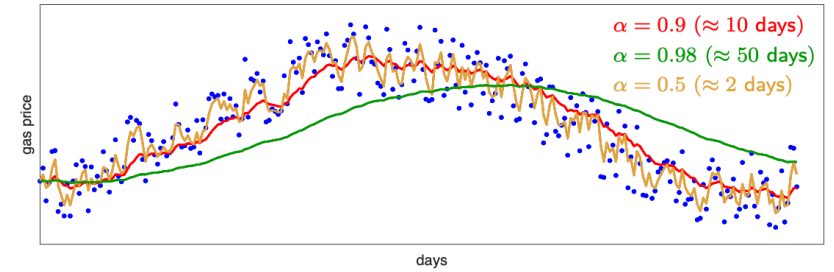 α = 0.9 (≈ 10 days)
α = 0.98 (≈ 50 days)
α = 0.5 (≈ 2 days)
gas price
days